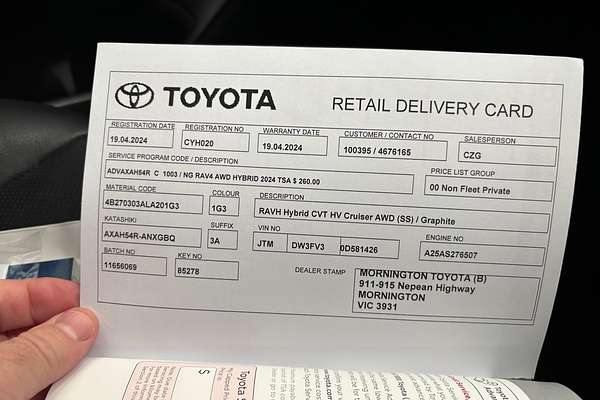 TOYOTA RETAIL DELIVERY CARD
REGISTRATION DATE REGISTRATION NO WARRANTY DATE CUSTOMER / CONTACT NO SALESPERSON
19.04.2024 CYH020 19.04.2024 100395 / 4676165 CZG
SERVICE PROGRAM CODE / DESCRIPTION PRICE LIST GROUP
ADVAXAH54R C 1003 / NG RAV4 AWD HYBRID 2024 TSA $ 260.00 00 Non Fleet Private
MATERIAL CODE COLOUR DESCRIPTION
4B270303ALA201G3 1G3 RAVH Hybrid CVT HV Cruiser AWD (SS) / Graphite
KATASHIKI SUFFIX VIN NO ENGINE NO
AXAH54R-ANXGBQ 3A JTM DW3FV3 0D581426 A25AS276507
BATCH NO KEY NO DEALER STAMP
11656069 85278
MORNINGTON TOYOTA (B)
911-915 Nepean Highway
MORNINGTON
VIC 3931